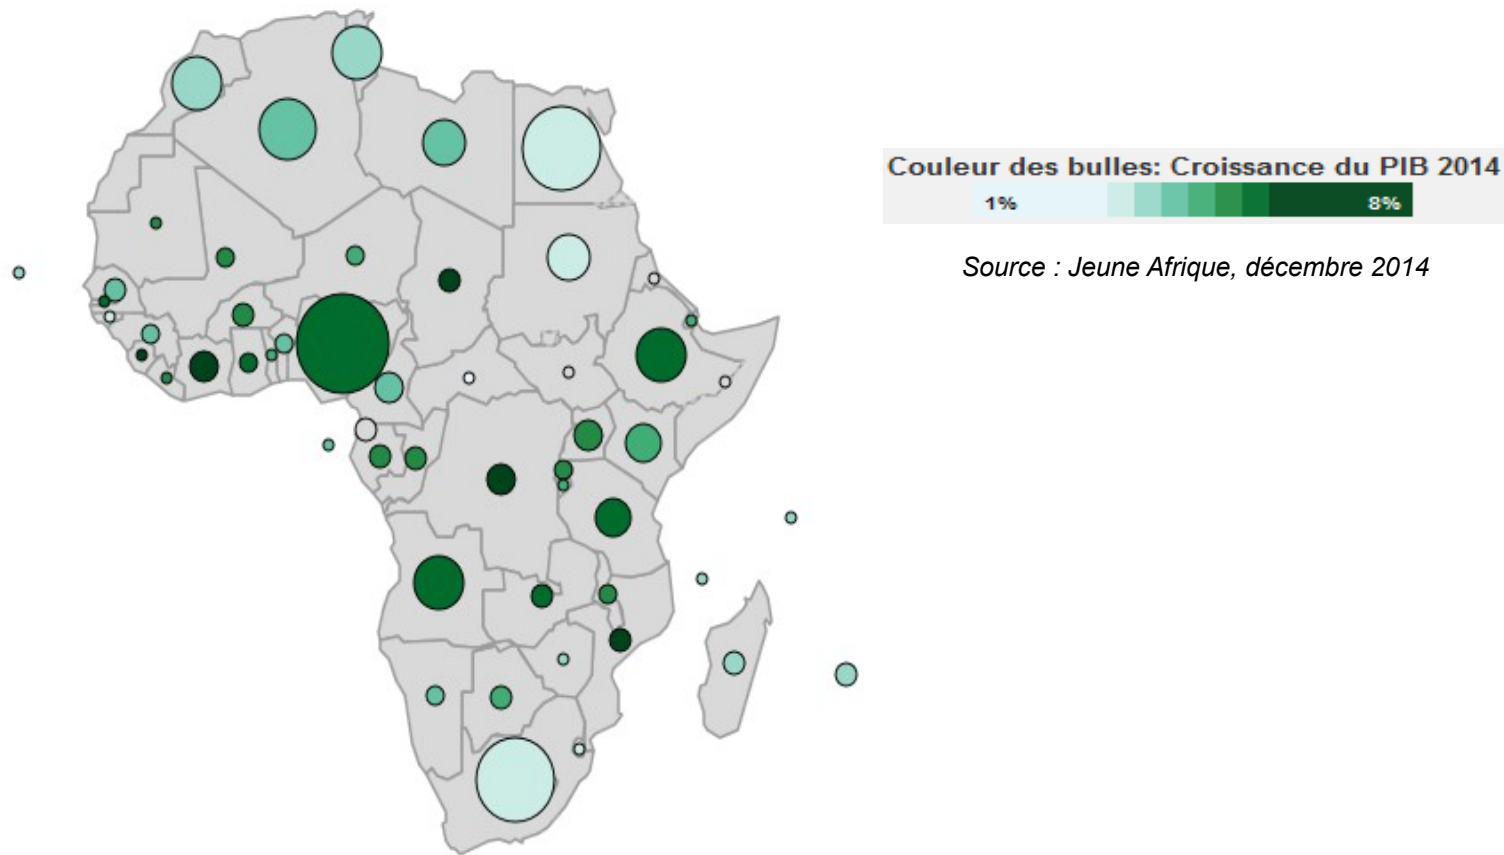 Couleur des bulles: Croissance du PIB 2014
1% 8%
Source : Jeune Afrique, décembre 2014